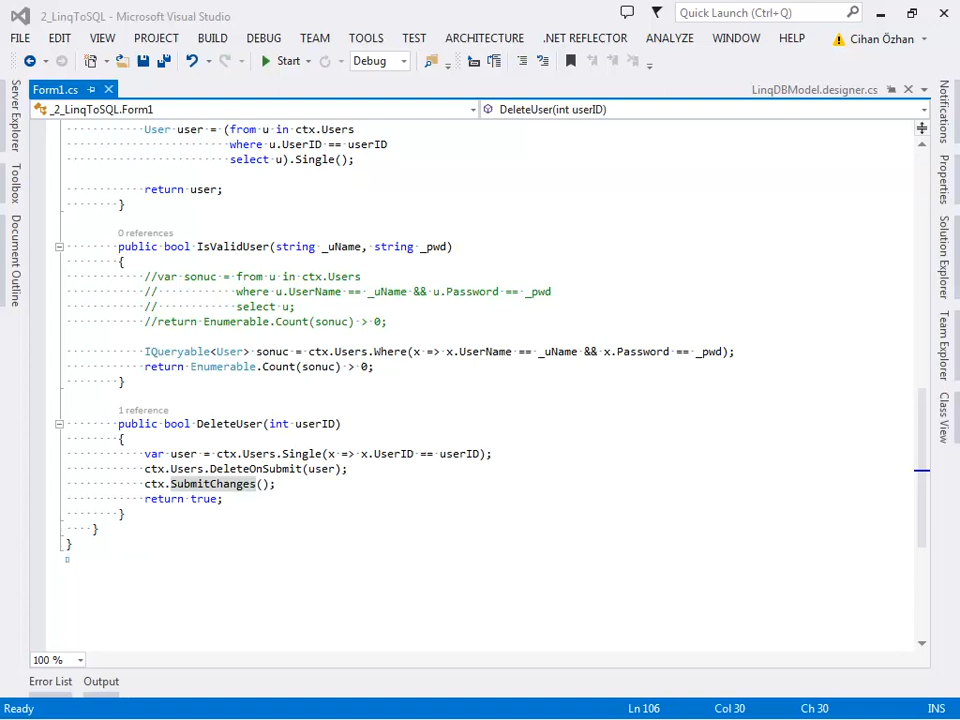 2_LinqToSQL - Microsoft Visual Studio
Quick Launch (Ctrl+Q)
FILE EDIT VIEW PROJECT BUILD DEBUG TEAM TOOLS TEST ARCHITECTURE .NET REFLECTOR ANALYZE WINDOW HELP Cihan Özhan
Start Debug
Form1.cs LinqDBModel.designer.cs
_2_LinqToSQL.Form1 DeleteUser(int userID)
Server Explorer
Toolbox
Document Outline
User user = (from u in ctx.Users
where u.UserID == userID
select u).Single();
return user;
}
0 references
public bool IsValidUser(string _uName, string _pwd)
{
//var sonuc = from u in ctx.Users
// where u.UserName == _uName && u.Password == _pwd
// select u;
//return Enumerable.Count(sonuc) > 0;
IQueryable<User> sonuc = ctx.Users.Where(x => x.UserName == _uName && x.Password == _pwd);
return Enumerable.Count(sonuc) > 0;
}
1 reference
public bool DeleteUser(int userID)
{
var user = ctx.Users.Single(x => x.UserID == userID);
ctx.Users.DeleteOnSubmit(user);
ctx.SubmitChanges();
return true;
}
}
}
Notifications
Properties
Solution Explorer
Team Explorer
Class View
100 %
Error List Output
Ready Ln 106 Col 30 Ch 30 INS